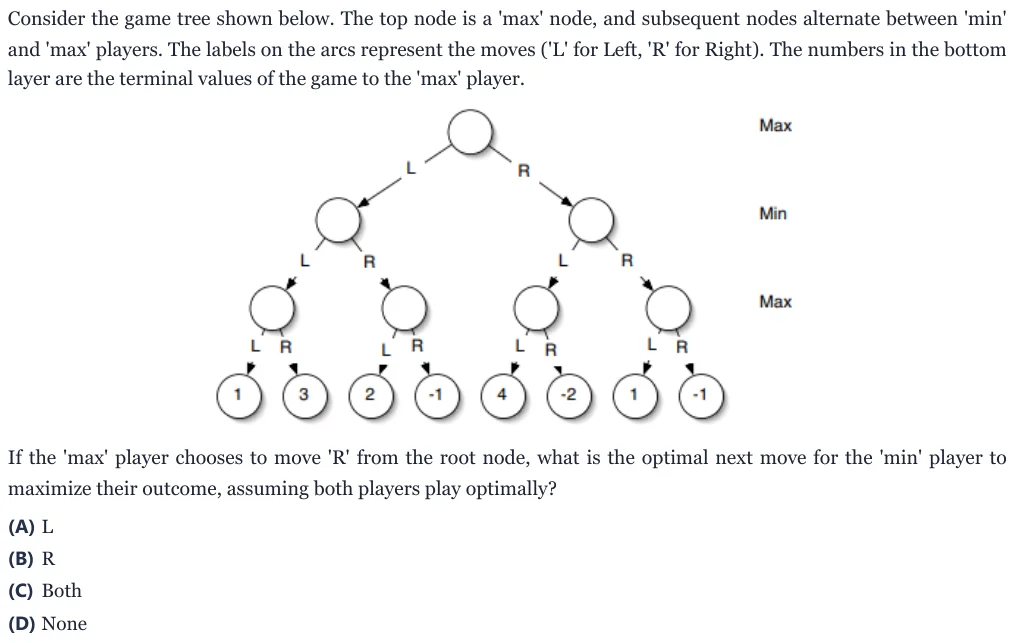 Consider the game tree shown below. The top node is a 'max' node, and subsequent nodes alternate between 'min'
and 'max' players. The labels on the arcs represent the moves ('L' for Left, 'R' for Right). The numbers in the bottom
layer are the terminal values of the game to the 'max' player.
Max
L R
Min
L R L R
Max
L R L R L R L R
1 3 2 -1 4 -2 1 -1
If the 'max' player chooses to move 'R' from the root node, what is the optimal next move for the 'min' player to
maximize their outcome, assuming both players play optimally?
(A) L
(B) R
(C) Both
(D) None